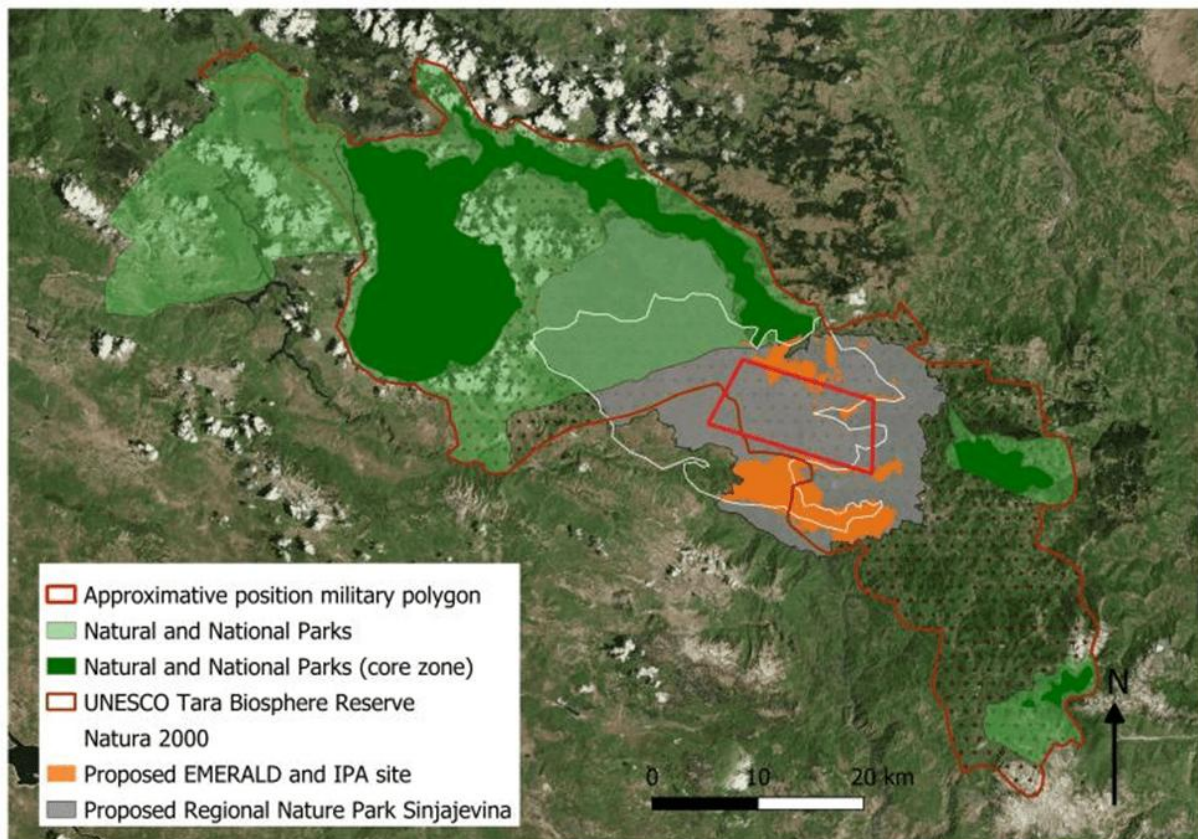 Approximative position military polygon
Natural and National Parks
Natural and National Parks (core zone)
UNESCO Tara Biosphere Reserve
Natura 2000
Proposed EMERALD and IPA site
Proposed Regional Nature Park Sinjajevina
N
0 10 20 km